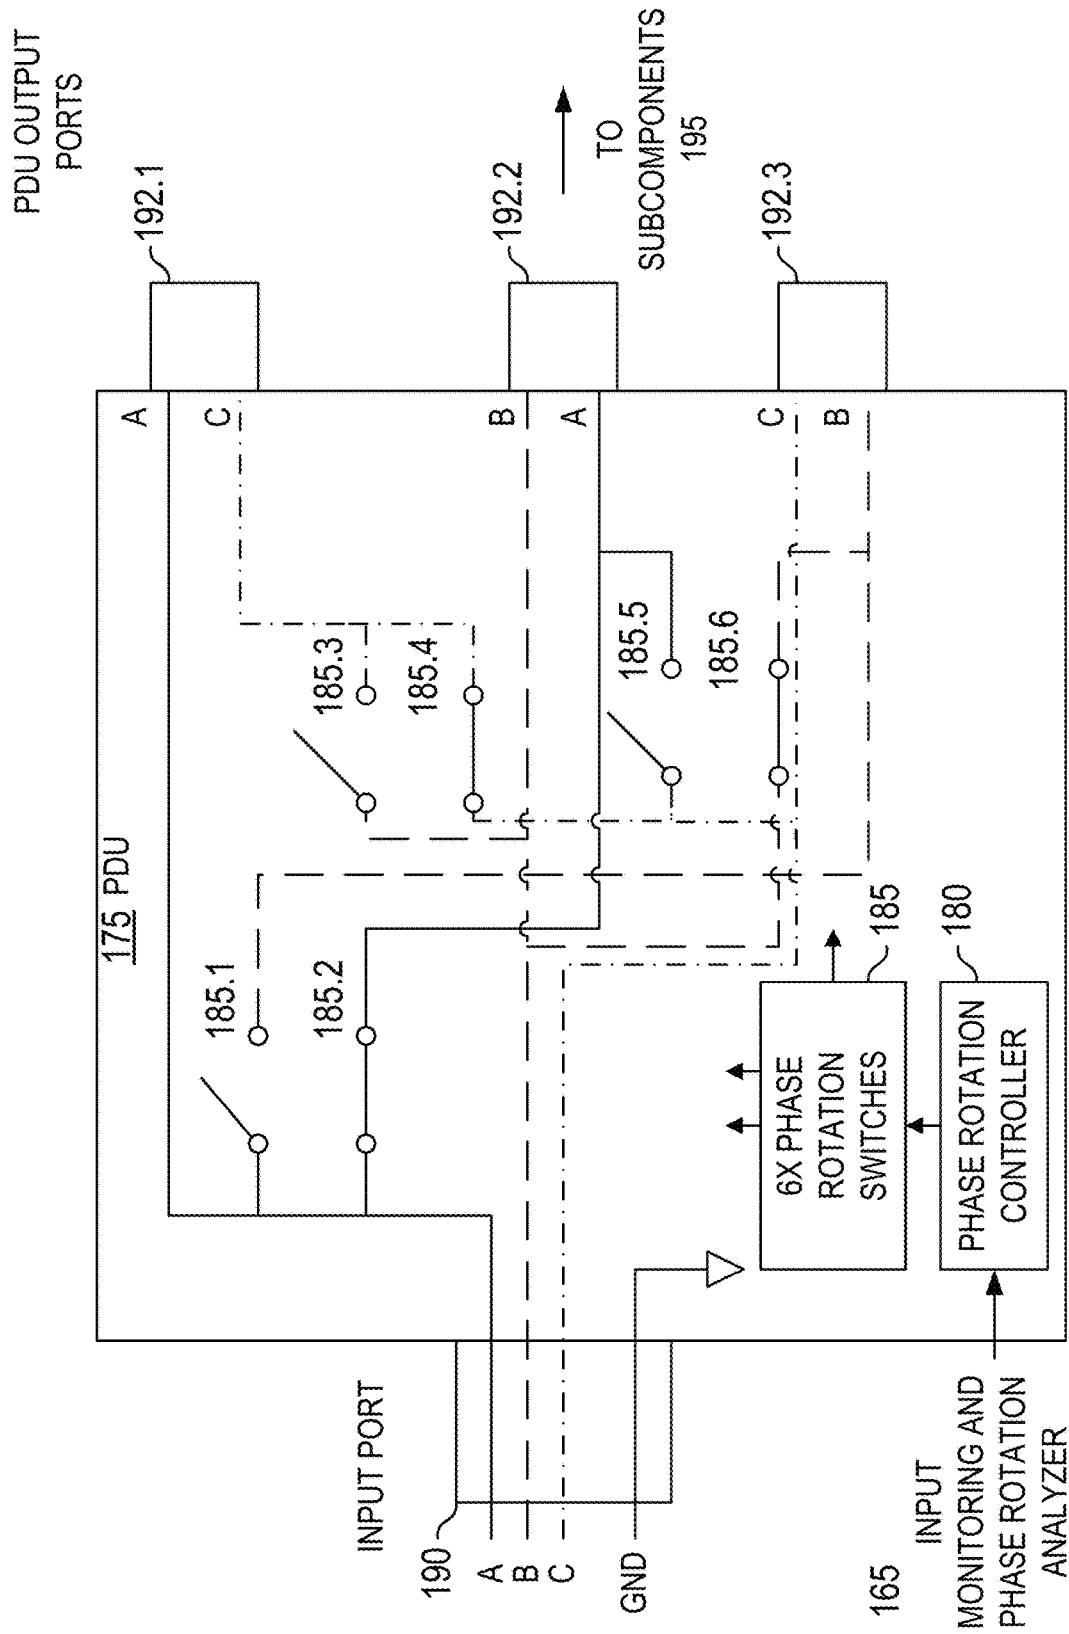 PDU OUTPUT
PORTS
175 PDU
A
192.1
C
185.1
185.2
185.3
185.4
INPUT PORT
190
A
B
C
GND
B
192.2
A
TO
SUBCOMPONENTS
195
185.5
185.6
C
192.3
B
6X PHASE
ROTATION
SWITCHES
185
PHASE ROTATION
CONTROLLER
180
165
INPUT
MONITORING AND
PHASE ROTATION
ANALYZER